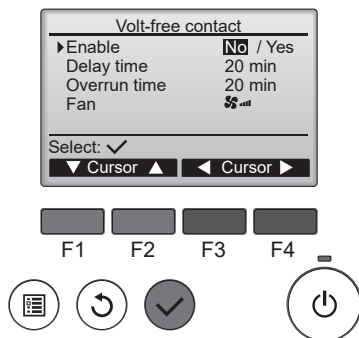 Volt-free contact
Enable No / Yes
Delay time 20 min
Overrun time 20 min
Fan
Select:
Cursor Cursor
F1 F2 F3 F4